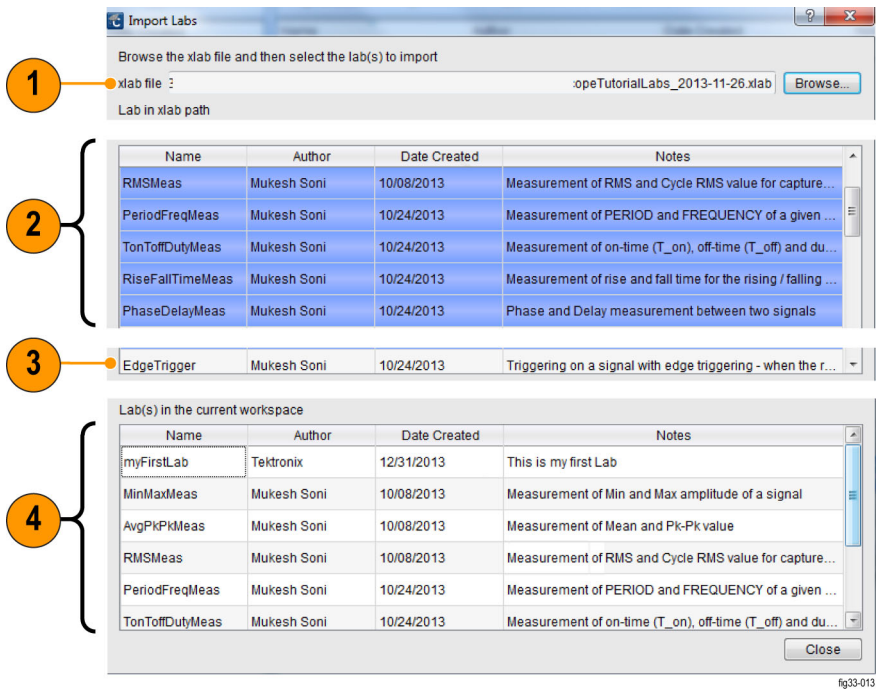 Import Labs
Browse the xlab file and then select the lab(s) to import
1
xlab file :opeTutorialLabs_2013-11-26.xlab Browse...
Lab in xlab path
2
Name Author Date Created Notes
RMSMeas Mukesh Soni 10/08/2013 Measurement of RMS and Cycle RMS value for capture...
PeriodFreqMeas Mukesh Soni 10/24/2013 Measurement of PERIOD and FREQUENCY of a given ...
TonToffDutyMeas Mukesh Soni 10/24/2013 Measurement of on-time (T_on), off-time (T_off) and du...
RiseFallTimeMeas Mukesh Soni 10/24/2013 Measurement of rise and fall time for the rising / falling ...
PhaseDelayMeas Mukesh Soni 10/24/2013 Phase and Delay measurement between two signals
3
EdgeTrigger Mukesh Soni 10/24/2013 Triggering on a signal with edge triggering - when the r...
Lab(s) in the current workspace
4
Name Author Date Created Notes
myFirstLab Tektronix 12/31/2013 This is my first Lab
MinMaxMeas Mukesh Soni 10/08/2013 Measurement of Min and Max amplitude of a signal
AvgPkPkMeas Mukesh Soni 10/08/2013 Measurement of Mean and Pk-Pk value
RMSMeas Mukesh Soni 10/08/2013 Measurement of RMS and Cycle RMS value for capture...
PeriodFreqMeas Mukesh Soni 10/24/2013 Measurement of PERIOD and FREQUENCY of a given ...
TonToffDutyMeas Mukesh Soni 10/24/2013 Measurement of on-time (T_on), off-time (T_off) and du...
Close
fig33-013